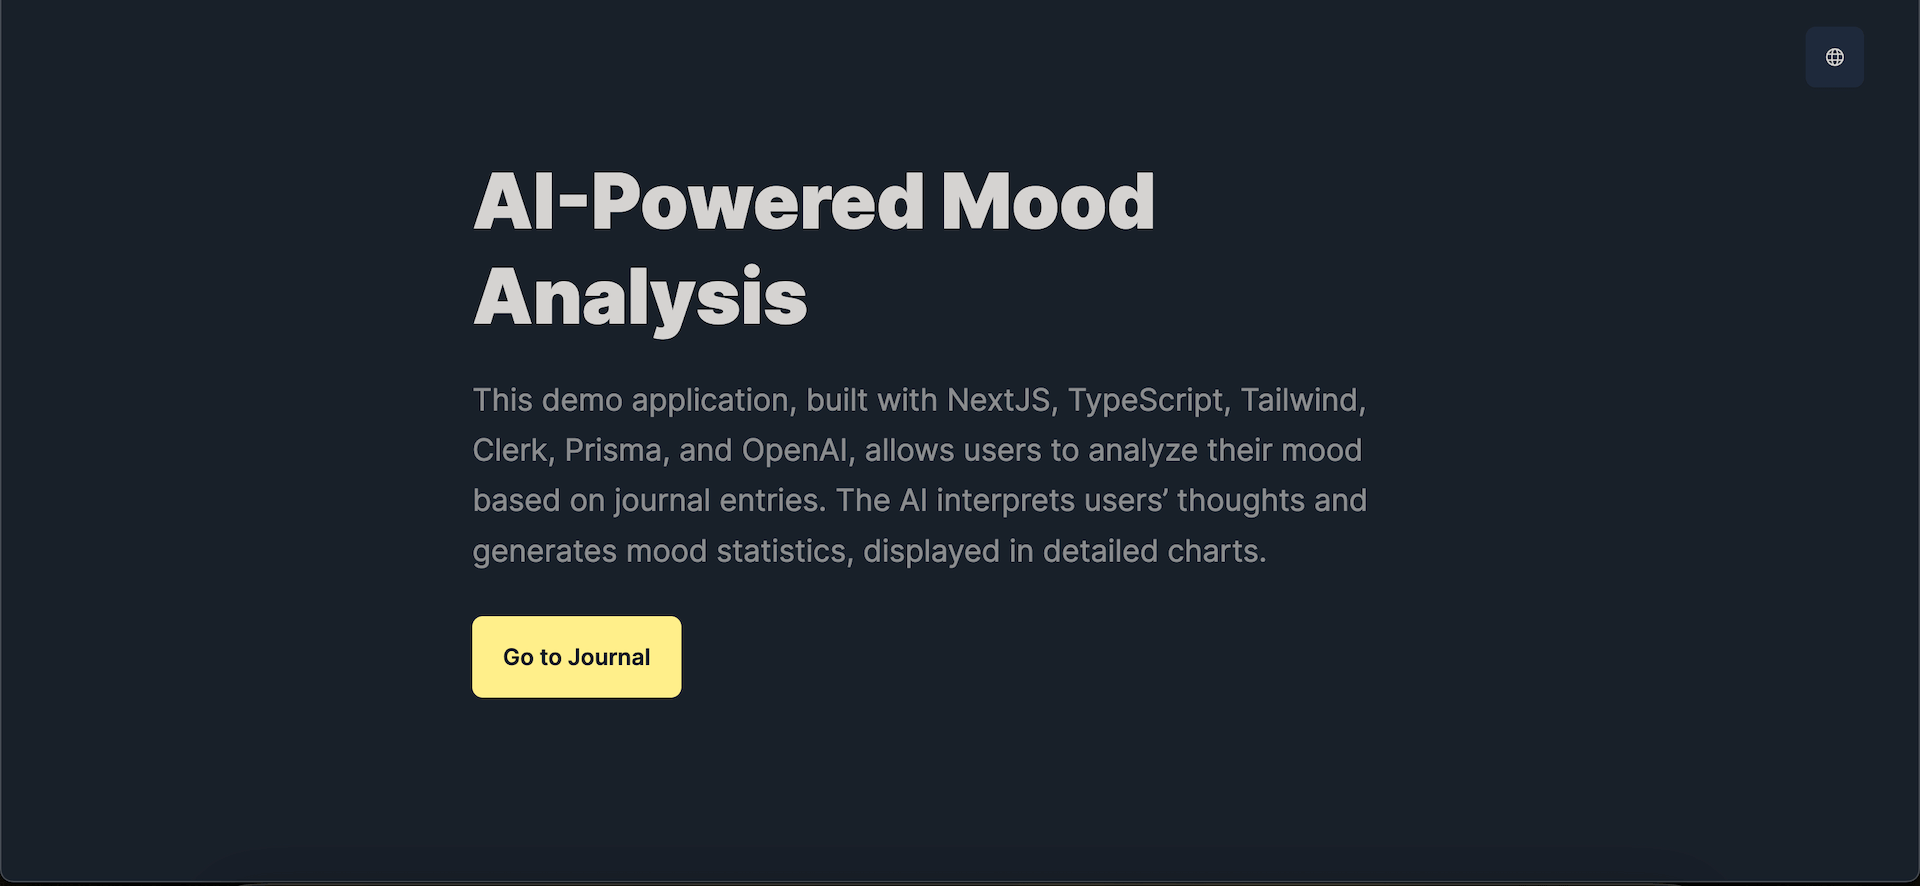 AI-Powered Mood
Analysis
This demo application, built with NextJS, TypeScript, Tailwind,
Clerk, Prisma, and OpenAI, allows users to analyze their mood
based on journal entries. The AI interprets users’ thoughts and
generates mood statistics, displayed in detailed charts.
Go to Journal